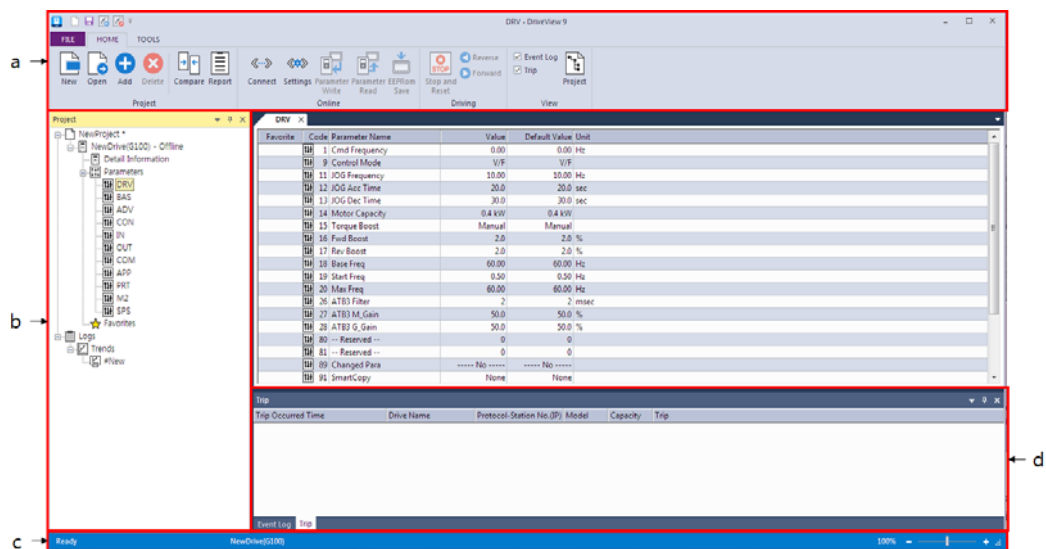 DRV - DriveView 9
FILE HOME TOOLS
a
New Open Add Delete Compare Report Connect Settings Parameter Write Parameter Read EEPRom Save Stop and Reset Reverse Forward Event Log Trip Project
STOP
Project Online Driving View
Project
NewProject *
NewDrive(G100) - Offline
Detail Information
Parameters
DRV
BAS
ADV
CON
IN
OUT
COM
APP
PRT
M2
SPS
Favorites
Logs
Trends
#New
b
DRV
Favorite Code Parameter Name Value Default Value Unit
1 Cmd Frequency 0.00 0.00 Hz
9 Control Mode V/F V/F
11 JOG Frequency 10.00 10.00 Hz
12 JOG Acc Time 20.0 20.0 sec
13 JOG Dec Time 30.0 30.0 sec
14 Motor Capacity 0.4 kW 0.4 kW
15 Torque Boost Manual Manual
16 Fwd Boost 2.0 2.0 %
17 Rev Boost 2.0 2.0 %
18 Base Freq 60.00 60.00 Hz
19 Start Freq 0.50 0.50 Hz
20 Max Freq 60.00 60.00 Hz
26 ATB3 Filter 2 2 msec
27 ATB3 M_Gain 50.0 50.0 %
28 ATB3 G_Gain 50.0 50.0 %
80 -- Reserved -- 0 0
81 -- Reserved -- 0 0
89 Changed Para ----- No ----- ----- No -----
91 SmartCopy None None
Trip
Trip Occurred Time Drive Name Protocol-Station No.(IP) Model Capacity Trip
d
Event Log Trip
c
Ready NewDrive(G100) 100%